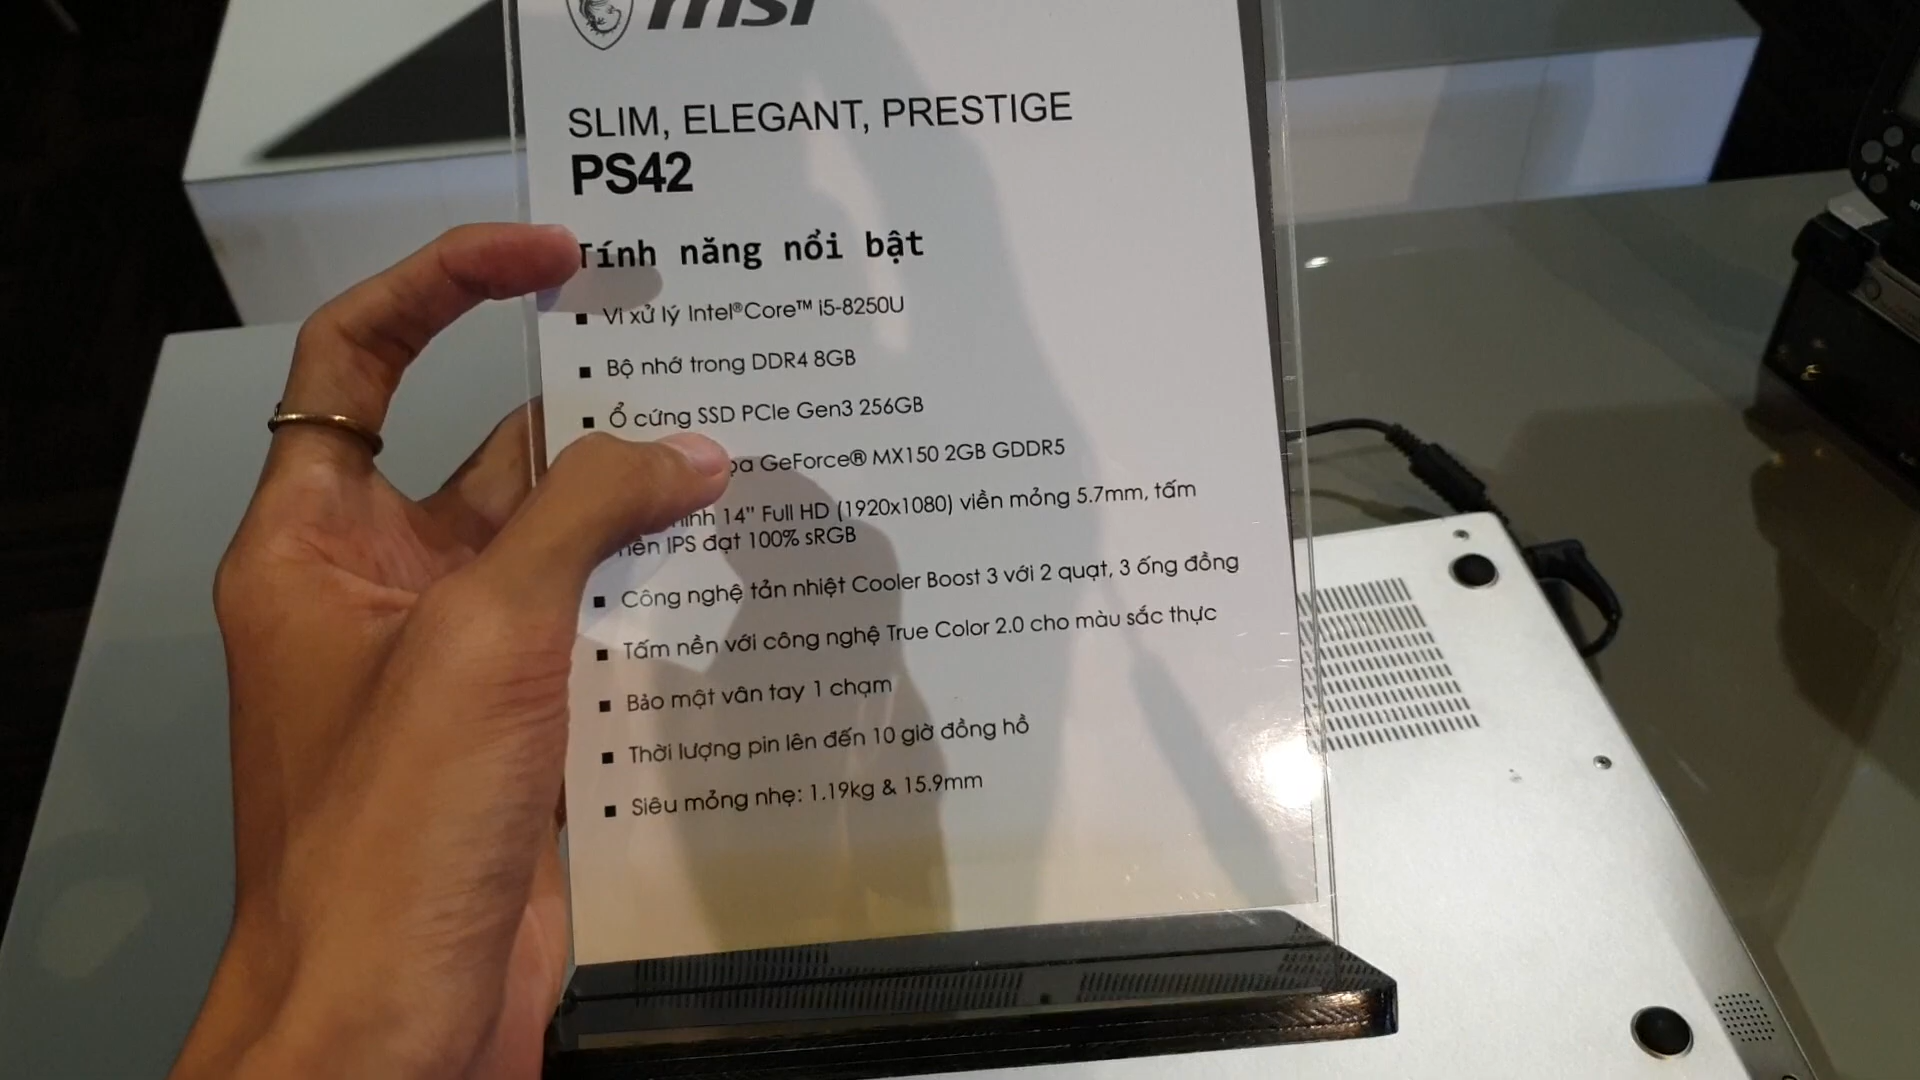 msi
SLIM, ELEGANT, PRESTIGE
PS42
Tính năng nổi bật
▪ Vi xử lý Intel®Core™ i5-8250U
▪ Bộ nhớ trong DDR4 8GB
▪ Ổ cứng SSD PCIe Gen3 256GB
GeForce® MX150 2GB GDDR5
14" Full HD (1920x1080) viền mỏng 5.7mm, tấm
nền IPS đạt 100% sRGB
▪ Công nghệ tản nhiệt Cooler Boost 3 với 2 quạt, 3 ống đồng
▪ Tấm nền với công nghệ True Color 2.0 cho màu sắc thực
▪ Bảo mật vân tay 1 chạm
▪ Thời lượng pin lên đến 10 giờ đồng hồ
▪ Siêu mỏng nhẹ: 1.19kg & 15.9mm